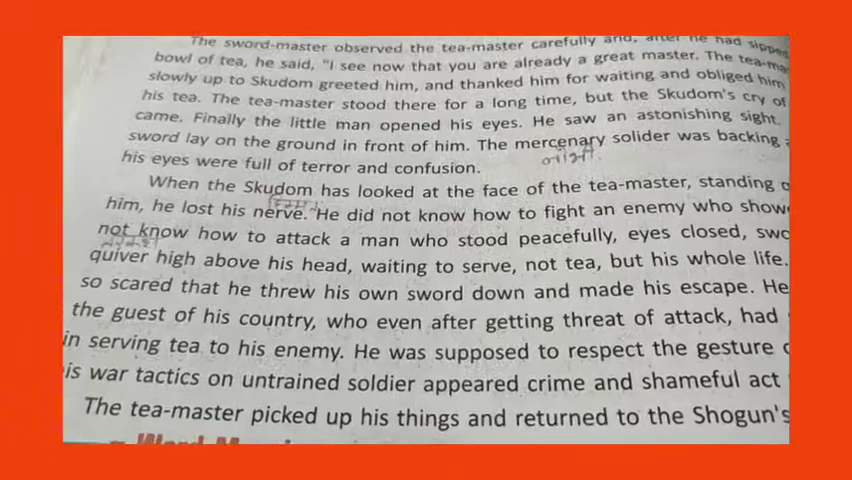 The sword-master observed the tea-master carefully and, after he had sipped
bowl of tea, he said, "I see now that you are already a great master. The tea-ma
slowly up to Skudom greeted him, and thanked him for waiting and obliged him
his tea. The tea-master stood there for a long time, but the Skudom's cry of
came. Finally the little man opened his eyes. He saw an astonishing sight.
sword lay on the ground in front of him. The mercenary solider was backing
his eyes were full of terror and confusion.
When the Skudom has looked at the face of the tea-master, standing
him, he lost his nerve. He did not know how to fight an enemy who show
not know how to attack a man who stood peacefully, eyes closed, swo
quiver high above his head, waiting to serve, not tea, but his whole life.
so scared that he threw his own sword down and made his escape. He
the guest of his country, who even after getting threat of attack, had
in serving tea to his enemy. He was supposed to respect the gesture
is war tactics on untrained soldier appeared crime and shameful act
The tea-master picked up his things and returned to the Shogun's